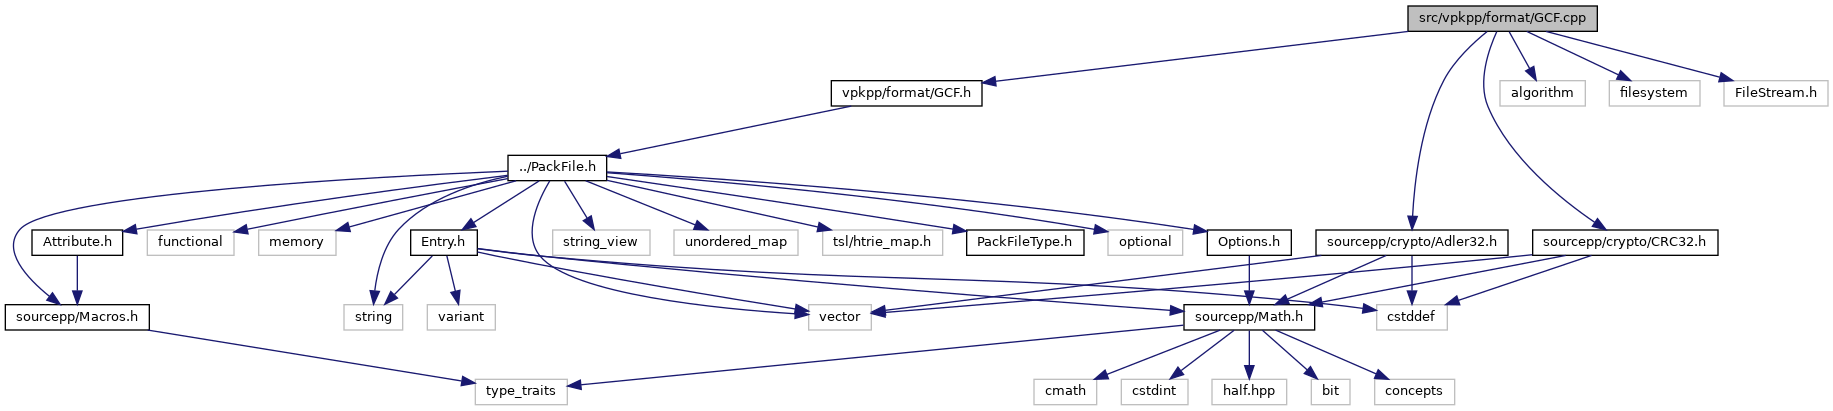 src/vpkpp/format/GCF.cpp
vpkpp/format/GCF.h
algorithm
filesystem
FileStream.h
../PackFile.h
Attribute.h
functional
memory
Entry.h
string_view
unordered_map
tsl/htrie_map.h
PackFileType.h
optional
Options.h
sourcepp/crypto/Adler32.h
sourcepp/crypto/CRC32.h
sourcepp/Macros.h
string
variant
vector
sourcepp/Math.h
cstddef
type_traits
cmath
cstdint
half.hpp
bit
concepts